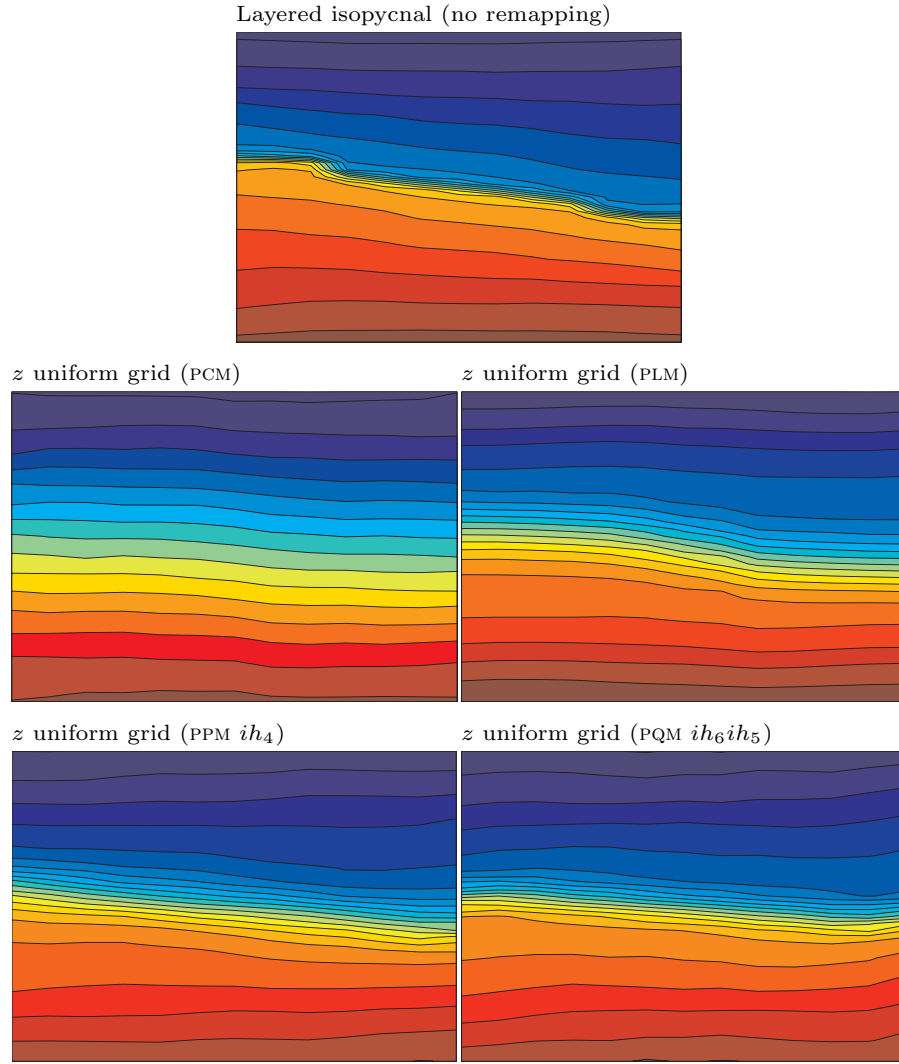 Layered isopycnal (no remapping)
z uniform grid (PCM)
z uniform grid (PLM)
z uniform grid (PPM ih₄)
z uniform grid (PQM ih₆ih₅)